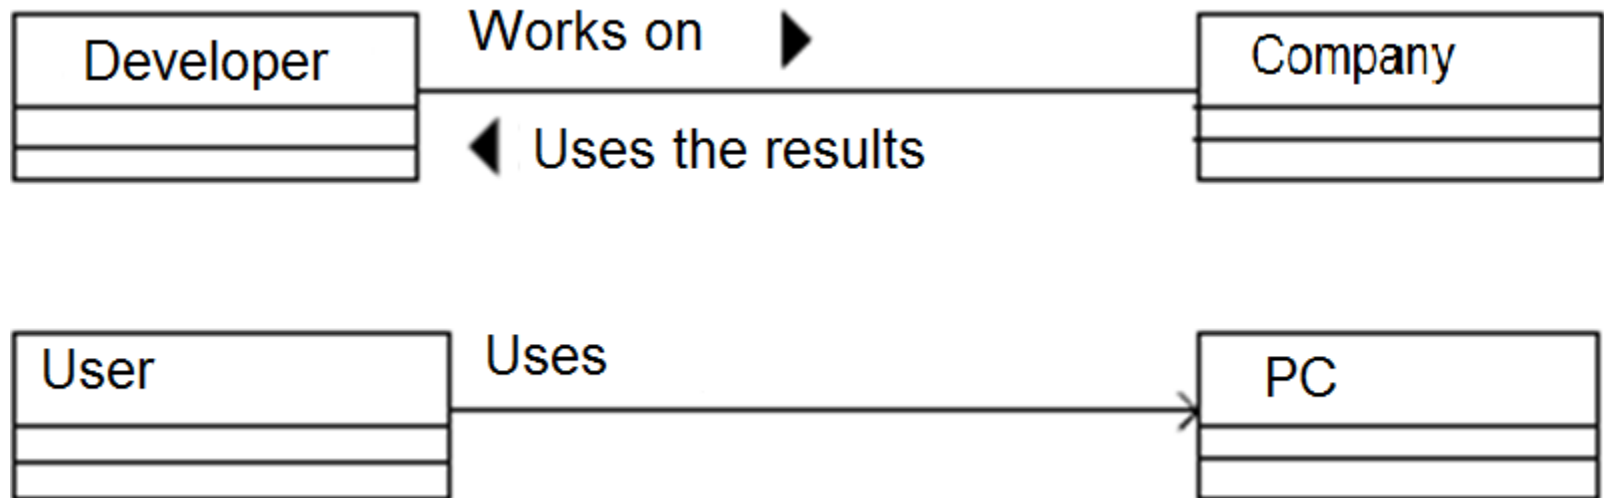 Developer
Works on
Company
Uses the results
User
Uses
PC